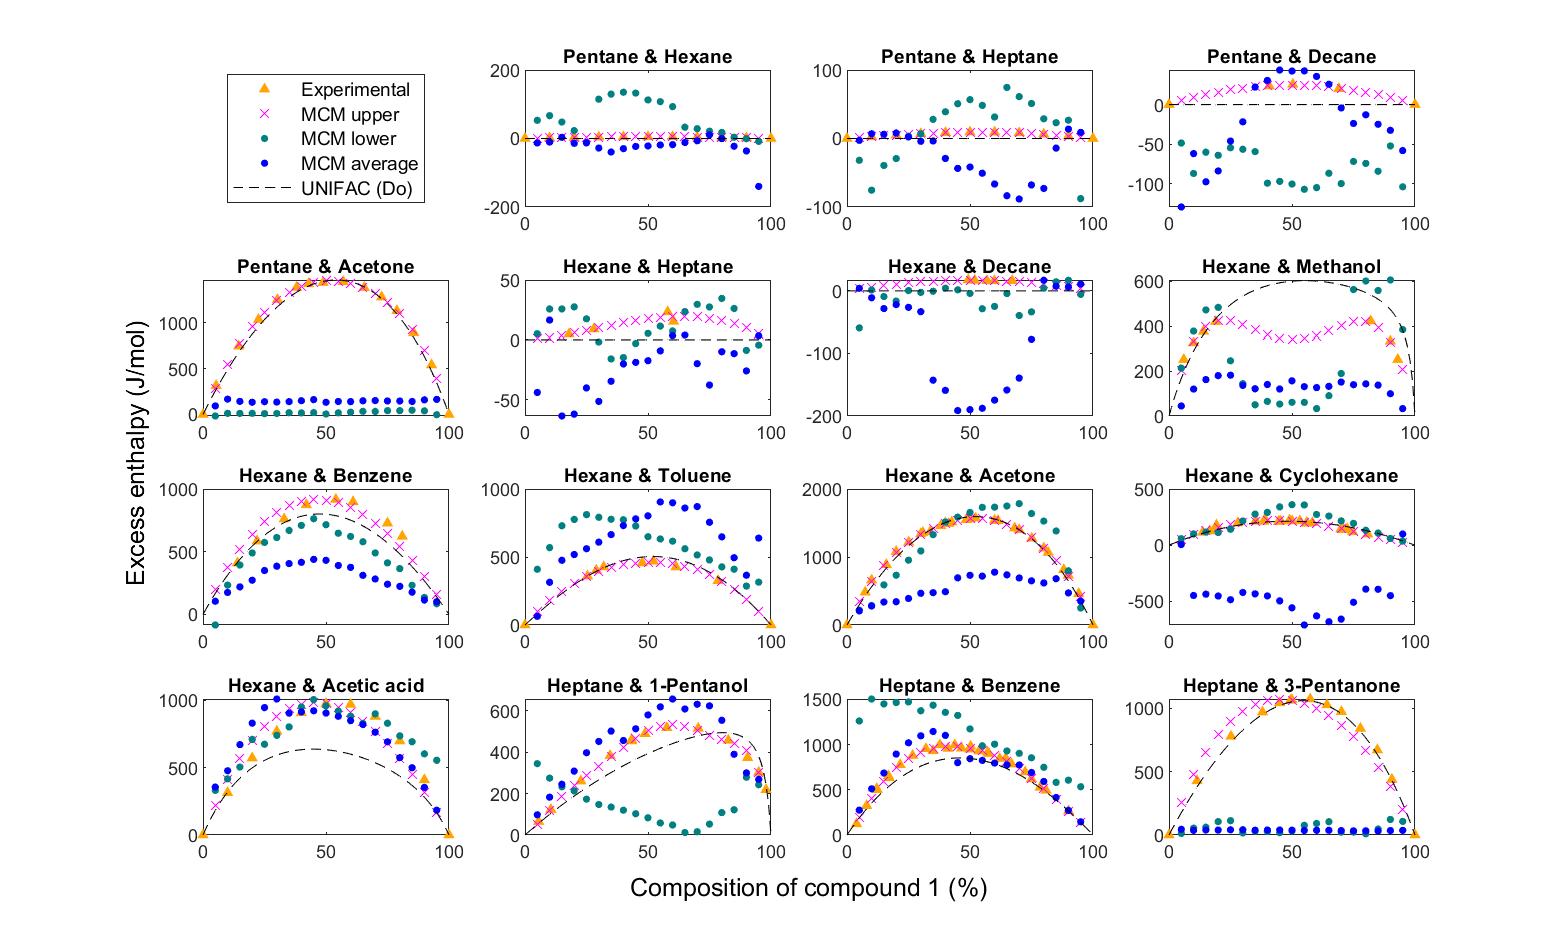 Experimental
MCM upper
MCM lower
MCM average
UNIFAC (Do)
Pentane & Hexane
200
0
-200
0 50 100
Pentane & Heptane
100
0
-100
0 50 100
Pentane & Decane
0
-50
-100
0 50 100
Pentane & Acetone
1000
500
0
0 50 100
Hexane & Heptane
50
0
-50
0 50 100
Hexane & Decane
0
-100
-200
0 50 100
Hexane & Methanol
600
400
200
0
0 50 100
Hexane & Benzene
1000
500
0
0 50 100
Hexane & Toluene
1000
500
0
0 50 100
Hexane & Acetone
2000
1000
0
0 50 100
Hexane & Cyclohexane
500
0
-500
0 50 100
Hexane & Acetic acid
1000
500
0
0 50 100
Heptane & 1-Pentanol
600
400
200
0
0 50 100
Heptane & Benzene
1500
1000
500
0
0 50 100
Heptane & 3-Pentanone
1000
500
0
0 50 100
Excess enthalpy (J/mol)
Composition of compound 1 (%)